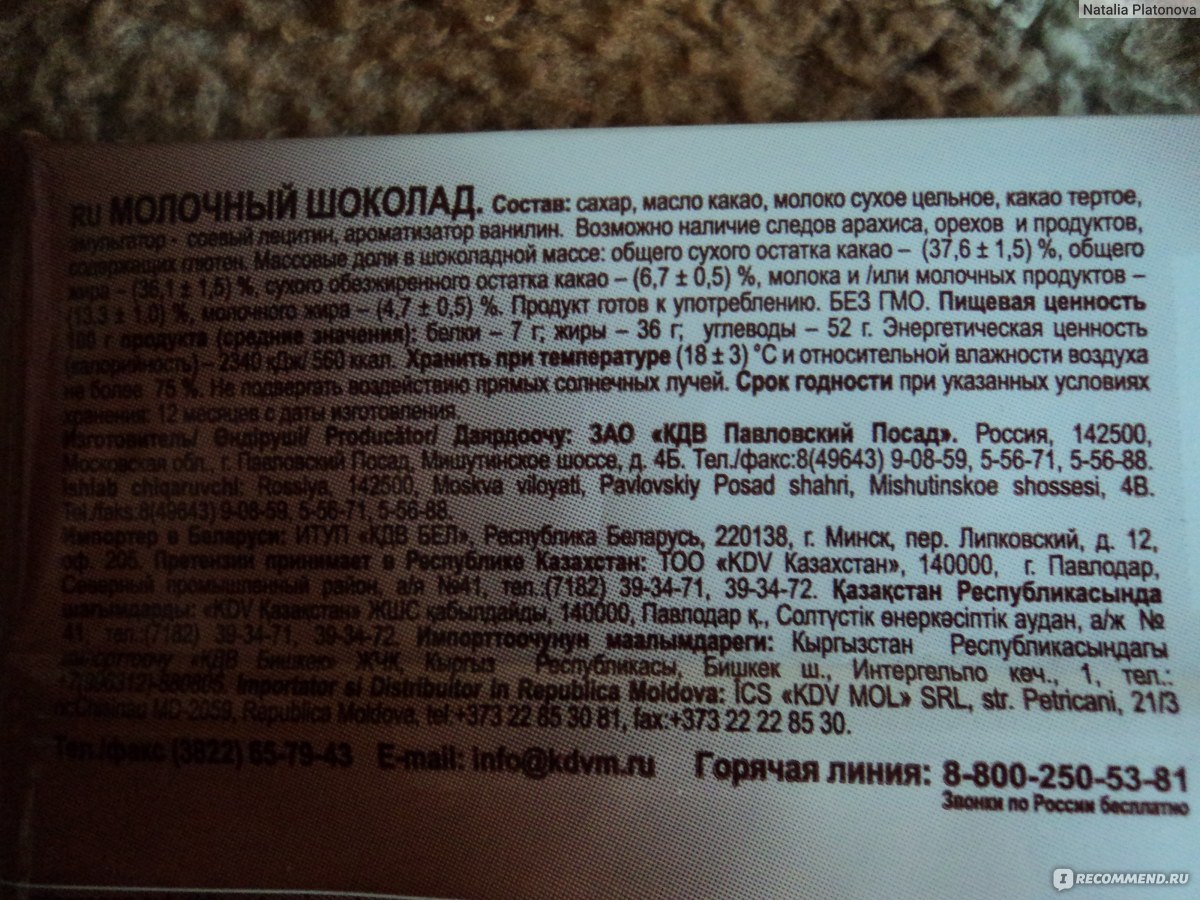 Natalia Platonova
RU МОЛОЧНЫЙ ШОКОЛАД. Состав: сахар, масло какао, молоко сухое цельное, какао тертое,
эмульгатор - соевый лецитин, ароматизатор ванилин. Возможно наличие следов арахиса, орехов и продуктов,
содержащих глютен. Массовые доли в шоколадной массе: общего сухого остатка какао – (37,6 ± 1,5) %, общего
жира – (36,1 ± 1,5) %, сухого обезжиренного остатка какао – (6,7 ± 0,5) %, молока и /или молочных продуктов –
(13,3 ± 1,0) %, молочного жира – (4,7 ± 0,5) %. Продукт готов к употреблению. БЕЗ ГМО. Пищевая ценность
100 г продукта (средние значения): белки – 7 г; жиры – 36 г; углеводы – 52 г. Энергетическая ценность
(калорийность) – 2340 кДж/ 560 ккал. Хранить при температуре (18 ± 3) °С и относительной влажности воздуха
не более 75 %. Не подвергать воздействию прямых солнечных лучей. Срок годности при указанных условиях
хранения: 12 месяцев с даты изготовления.
Изготовитель/ Өндіруші/ Producător/ Даярдоочу: ЗАО «КДВ Павловский Посад». Россия, 142500,
Московская обл., г. Павловский Посад, Мишутинское шоссе, д. 4Б. Тел./факс:8(49643) 9-08-59, 5-56-71, 5-56-88.
Ishlab chiqaruvchi: Rossiya, 142500, Moskva viloyati, Pavlovskiy Posad shahri, Mishutinskoe shossesi, 4B.
Tel./faks:8(49643) 9-08-59, 5-56-71, 5-56-88.
Импортер в Беларуси: ИТУП «КДВ БЕЛ», Республика Беларусь, 220138, г. Минск, пер. Липковский, д. 12,
оф. 205. Претензии принимает в Республике Казахстан: ТОО «KDV Казахстан», 140000, г. Павлодар,
Северный промышленный район, а/я №41, тел.:(7182) 39-34-71, 39-34-72. Қазақстан Республикасында
шағымдарды: «KDV Казахстан» ЖШС қабылдайды, 140000, Павлодар қ., Солтүстік өнеркәсіптік аудан, а/ж №
41, тел.:(7182) 39-34-71, 39-34-72. Импорттоочунун маалымдареги: Кыргызстан Республикасындагы
импорттоочу «КДВ Бишкек» ЖЧК, Кыргыз Республикасы, Бишкек ш., Интергельпо көч., 1, тел.:
Importator si Distribuitor in Republica Moldova: ICS «KDV MOL» SRL, str. Petricani, 21/3
MD-2059, Republica Moldova, tel.+373 22 85 30 81, fax:+373 22 22 85 30.
Тел./факс (3822) 65-79-43 E-mail: info@kdvm.ru Горячая линия: 8-800-250-53-81
Звонки по России бесплатно
IRECOMMEND.RU